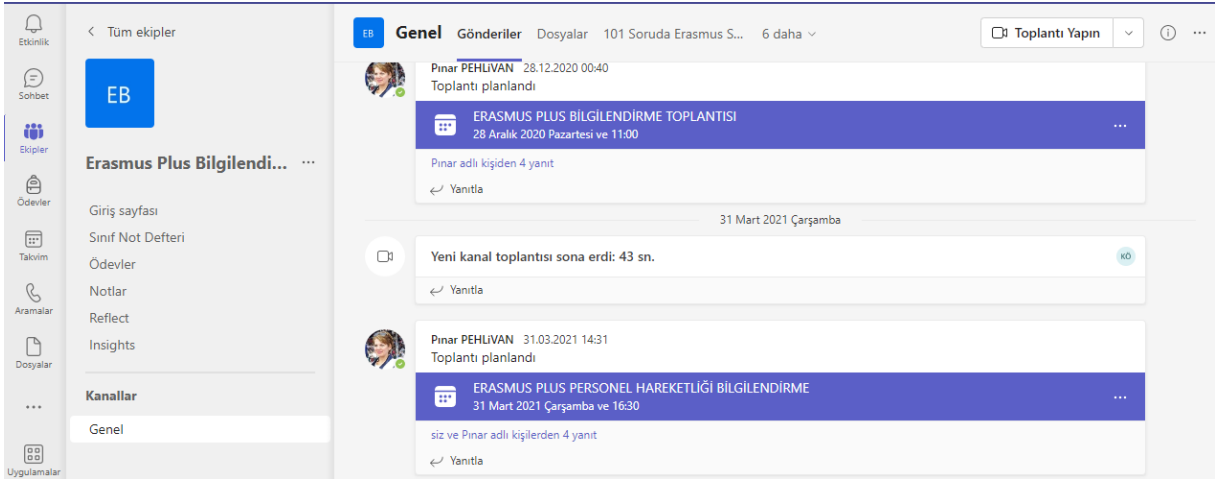 Etkinlik
Sohbet
Ekipler
Ödevler
Takvim
Aramalar
Dosyalar
Uygulamalar
Tüm ekipler
EB
Erasmus Plus Bilgilendi...
Giriş sayfası
Sınıf Not Defteri
Ödevler
Notlar
Reflect
Insights
Kanallar
Genel
EB Genel Gönderiler Dosyalar 101 Soruda Erasmus S... 6 daha Toplantı Yapın
Pınar PEHLiVAN 28.12.2020 00:40
Toplantı planlandı
ERASMUS PLUS BİLGİLENDİRME TOPLANTISI
28 Aralık 2020 Pazartesi ve 11:00
Pınar adlı kişiden 4 yanıt
Yanıtla
31 Mart 2021 Çarşamba
Yeni kanal toplantısı sona erdi: 43 sn. KÖ
Yanıtla
Pınar PEHLiVAN 31.03.2021 14:31
Toplantı planlandı
ERASMUS PLUS PERSONEL HAREKETLİĞİ BİLGİLENDİRME
31 Mart 2021 Çarşamba ve 16:30
siz ve Pınar adlı kişilerden 4 yanıt
Yanıtla